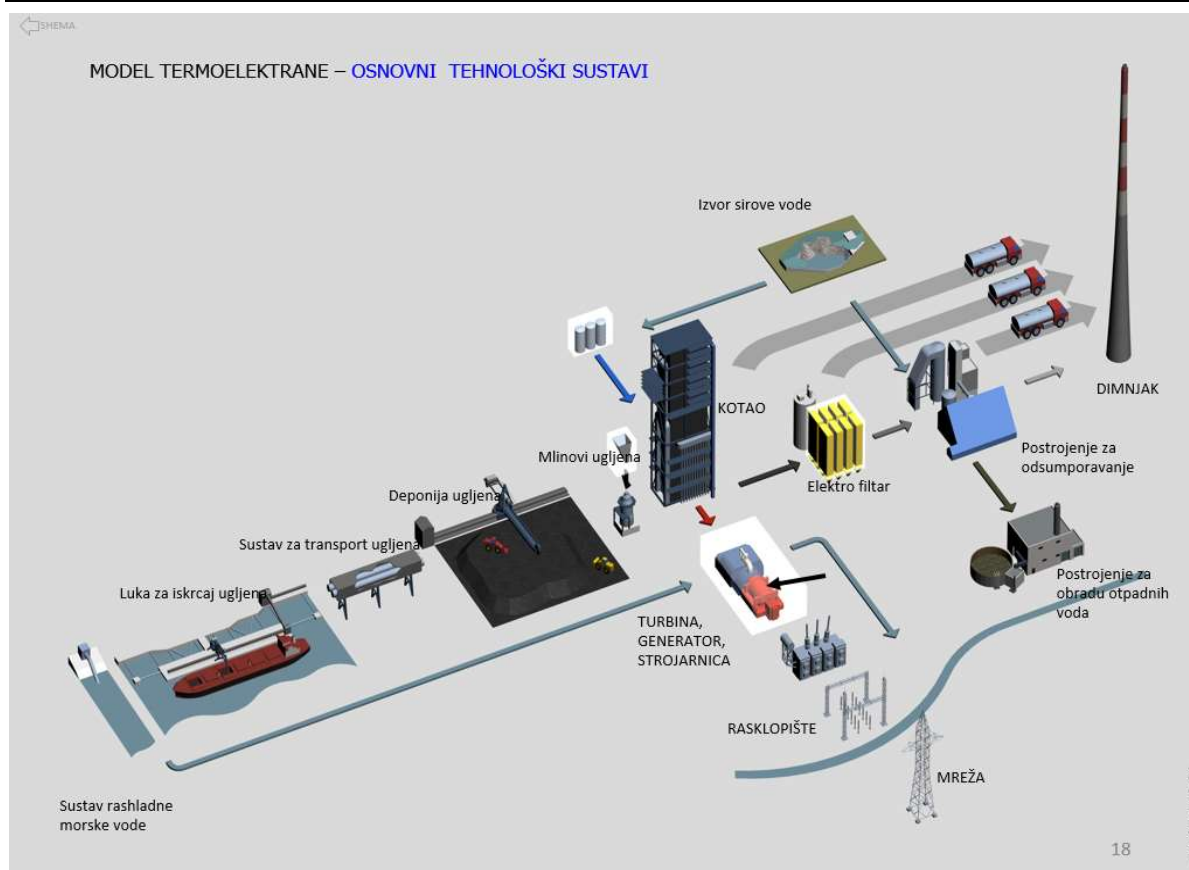 SHEMA
MODEL TERMOELEKTRANE – OSNOVNI TEHNOLOŠKI SUSTAVI
Izvor sirove vode
DIMNJAK
KOTAO
Mlinovi ugljena
Postrojenje za
odsumporavanje
Elektro filtar
Deponija ugljena
Sustav za transport ugljena
Luka za iskrcaj ugljena
Postrojenje za
obradu otpadnih
voda
TURBINA,
GENERATOR,
STROJARNICA
RASKLOPIŠTE
MREŽA
Sustav rashladne
morske vode
18